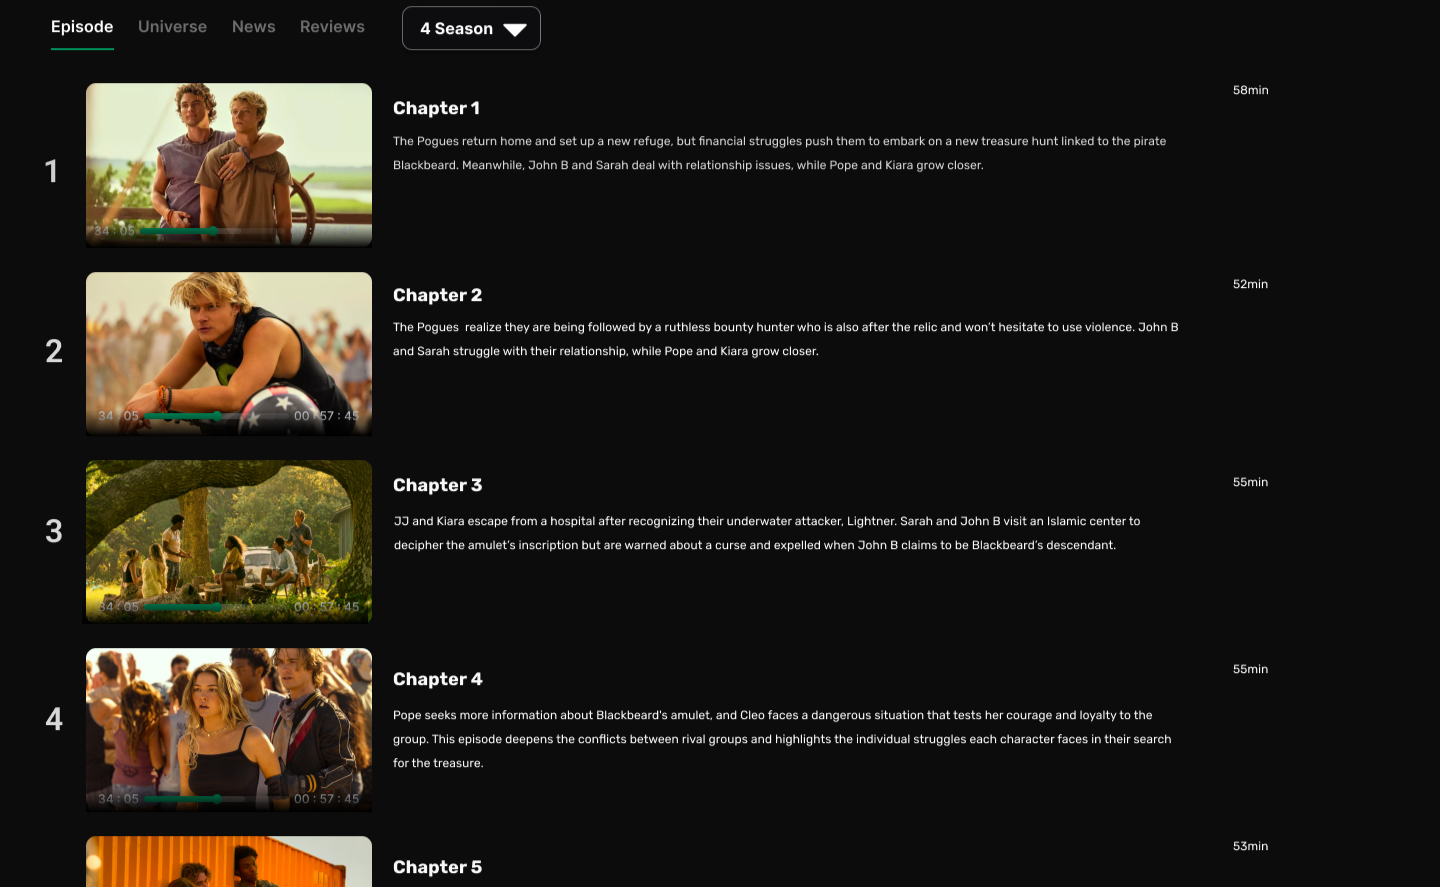 Episode Universe News Reviews 4 Season
1
Chapter 1
58min
The Pogues return home and set up a new refuge, but financial struggles push them to embark on a new treasure hunt linked to the pirate
Blackbeard. Meanwhile, John B and Sarah deal with relationship issues, while Pope and Kiara grow closer.
34 : 05
2
Chapter 2
52min
The Pogues  realize they are being followed by a ruthless bounty hunter who is also after the relic and won't hesitate to use violence. John B
and Sarah struggle with their relationship, while Pope and Kiara grow closer.
34 : 05 00 : 57 : 45
3
Chapter 3
55min
JJ and Kiara escape from a hospital after recognizing their underwater attacker, Lightner. Sarah and John B visit an Islamic center to
decipher the amulet's inscription but are warned about a curse and expelled when John B claims to be Blackbeard's descendant.
34 : 05 00 : 57 : 45
4
Chapter 4
55min
Pope seeks more information about Blackbeard's amulet, and Cleo faces a dangerous situation that tests her courage and loyalty to the
group. This episode deepens the conflicts between rival groups and highlights the individual struggles each character faces in their search
for the treasure.
34 : 05 00 : 57 : 45
Chapter 5
53min